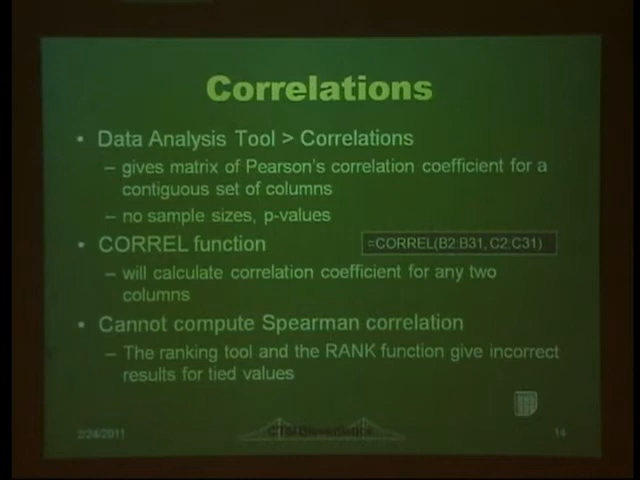 Correlations
• Data Analysis Tool > Correlations
– gives matrix of Pearson's correlation coefficient for a
contiguous set of columns
– no sample sizes, p-values
• CORREL function
=CORREL(B2:B31, C2:C31)
– will calculate correlation coefficient for any two
columns
• Cannot compute Spearman correlation
– The ranking tool and the RANK function give incorrect
results for tied values
2/24/2011
14